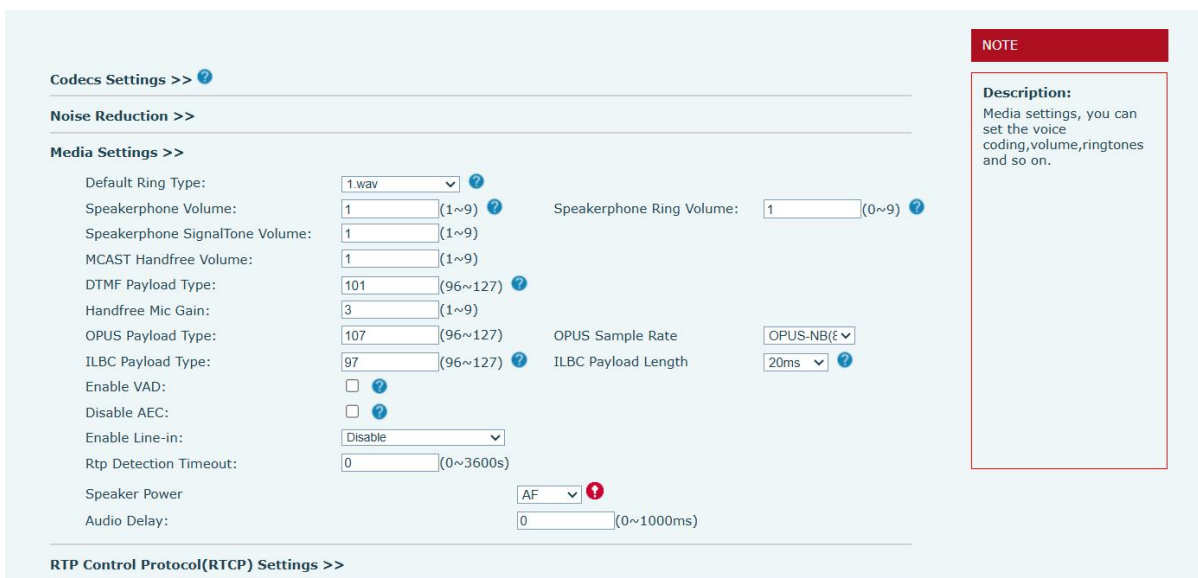 NOTE
Codecs Settings >>
Noise Reduction >>
Media Settings >>
Default Ring Type: 1.wav
Speakerphone Volume: 1 (1~9) Speakerphone Ring Volume: 1 (0~9)
Speakerphone SignalTone Volume: 1 (1~9)
MCAST Handfree Volume: 1 (1~9)
DTMF Payload Type: 101 (96~127)
Handfree Mic Gain: 3 (1~9)
OPUS Payload Type: 107 (96~127) OPUS Sample Rate OPUS-NB(
ILBC Payload Type: 97 (96~127) ILBC Payload Length 20ms
Enable VAD:
Disable AEC:
Enable Line-in: Disable
Rtp Detection Timeout: 0 (0~3600s)
Speaker Power AF
Audio Delay: 0 (0~1000ms)
RTP Control Protocol(RTCP) Settings >>
Description:
Media settings, you can
set the voice
coding,volume,ringtones
and so on.